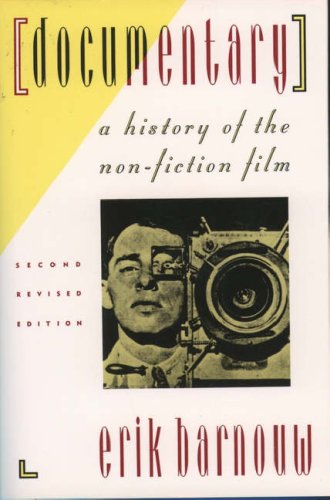 [documentary]
a history of the
non-fiction film
SECOND
REVISED
EDITION
erik barnouw